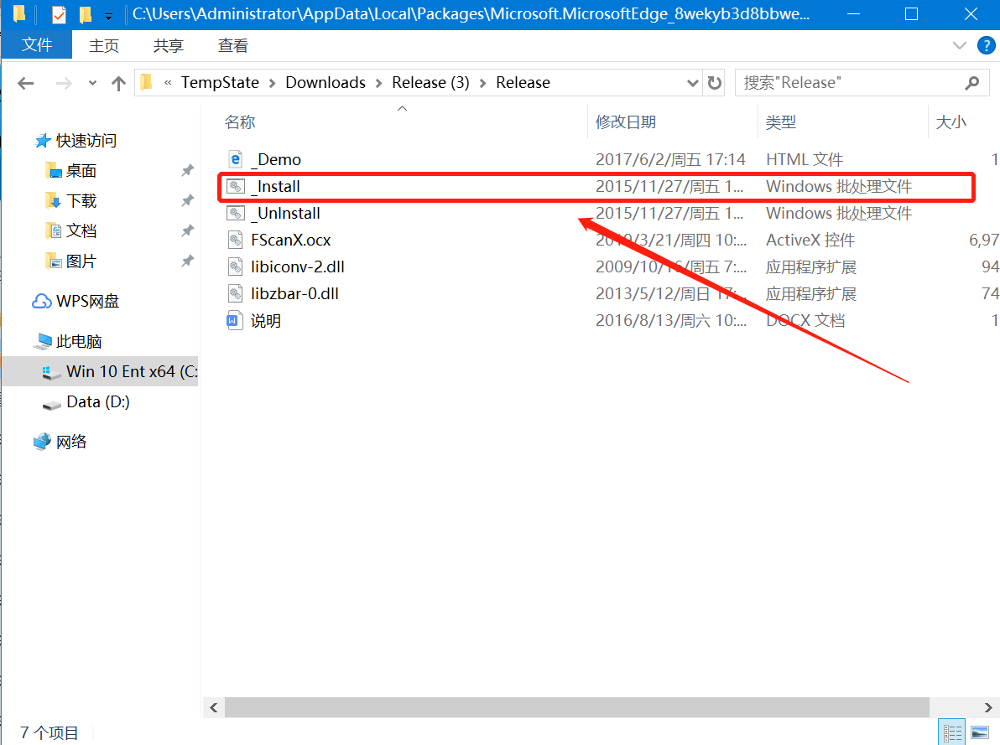 C:\Users\Administrator\AppData\Local\Packages\Microsoft.MicrosoftEdge_8wekyb3d8bbwe...
文件 主页 共享 查看
« TempState > Downloads > Release (3) > Release 搜索"Release"
名称 修改日期 类型 大小
快速访问
桌面
下载
文档
图片
WPS网盘
此电脑
Win 10 Ent x64 (C:
Data (D:)
网络
_Demo 2017/6/2/周五 17:14 HTML 文件 1
_Install 2015/11/27/周五 1... Windows 批处理文件
_UnInstall 2015/11/27/周五 1... Windows 批处理文件
FScanX.ocx 2019/3/21/周四 10:... ActiveX 控件 6,97
libiconv-2.dll 2009/10/16/周五 7:... 应用程序扩展 94
libzbar-0.dll 2013/5/12/周日 17:... 应用程序扩展 74
说明 2016/8/13/周六 10:... DOCX 文档 1
7 个项目